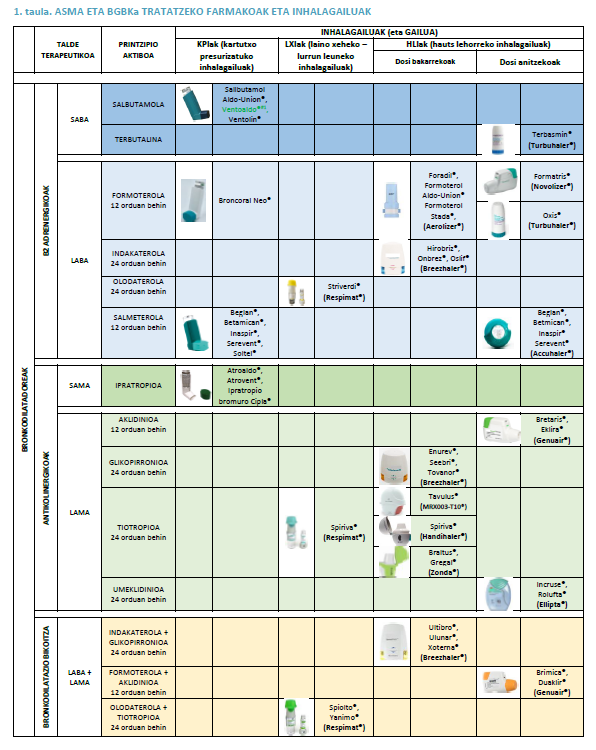 1. taula. ASMA ETA BGBKa TRATATZEKO FARMAKOAK ETA INHALAGAILUAK
TALDE TERAPEUTIKOA
PRINTZIPIO AKTIBOA
INHALAGAILUAK (eta GAILUA)
KPIak (kartutxo presurizatuko inhalagailuak)
LXIak (laino xeheko – lurrun leuneko inhalagailuak)
HLIak (hauts lehorreko inhalagailuak)
Dosi bakarrekoak
Dosi anitzekoak
BRONKODILATADOREAK
B2 ADRENERGIKOAK
SABA
SALBUTAMOLA
Salbutamol
Aldo-Union®,
Ventoaldo®⁽¹⁾,
Ventolin®
TERBUTALINA
Terbasmin®
(Turbuhaler®)
LABA
FORMOTEROLA
12 orduan behin
Broncoral Neo®
Foradil®,
Formoterol
Aldo-Union®
Formoterol
Stada®,
(Aerolizer®)
Formatris®
(Novolizer®)
Oxis®
(Turbuhaler®)
INDAKATEROLA
24 orduan behin
Hirobriz®,
Onbrez®, Oslif®
(Breezhaler®)
OLODATEROLA
24 orduan behin
Striverdi®
(Respimat®)
SALMETEROLA
12 orduan behin
Beglan®,
Betamican®,
Inaspir®,
Serevent®,
Soltel®
Beglan®,
Betmican®,
Inaspir®
Serevent®
(Accuhaler®)
ANTIKOLINERGIKOAK
SAMA
IPRATROPIOA
Atroaldo®,
Atrovent®,
Ipratropio
bromuro Cipla®
LAMA
AKLIDINIOA
12 orduan behin
Bretaris®,
Eklira®
(Genuair®)
GLIKOPIRRONIOA
24 orduan behin
Enurev®,
Seebri®,
Tovanor®
(Breezhaler®)
TIOTROPIOA
24 orduan behin
Spiriva®
(Respimat®)
Tavulus®
(MRX003-T10®)
Spiriva®
(Handihaler®)
Braltus®,
Gregal®
(Zonda®)
UMEKLIDINIOA
24 orduan behin
Incruse®,
Rolufta®
(Ellipta®)
BRONKODILATAZIO BIKOITZA
LABA +
LAMA
INDAKATEROLA +
GLIKOPIRRONIOA
24 orduan behin
Ultibro®,
Ulunar®,
Xoterna®
(Breezhaler®)
FORMOTEROLA +
AKLIDINIOA
12 orduan behin
Brimica®,
Duaklir®
(Genuair®)
OLODATEROLA +
TIOTROPIOA
24 orduan behin
Spiolto®,
Yanimo®
(Respimat®)